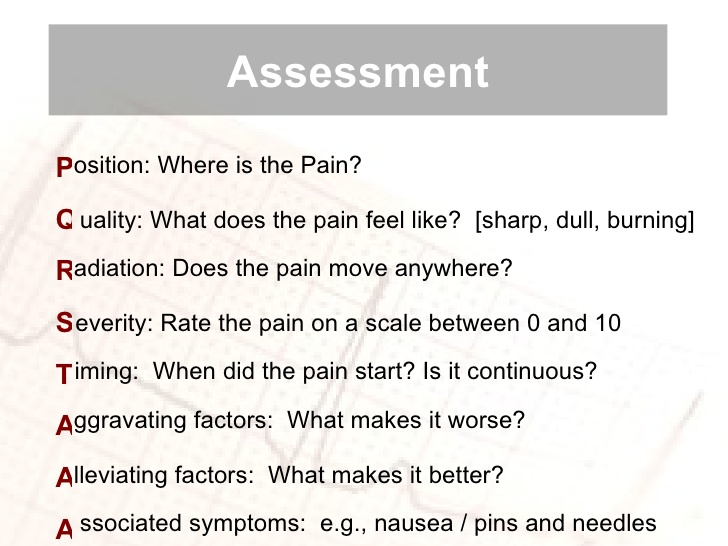 Assessment
Position: Where is the Pain?
Quality: What does the pain feel like?  [sharp, dull, burning]
Radiation: Does the pain move anywhere?
Severity: Rate the pain on a scale between 0 and 10
Timing:  When did the pain start? Is it continuous?
Aggravating factors:  What makes it worse?
Alleviating factors:  What makes it better?
Associated symptoms:  e.g., nausea / pins and needles